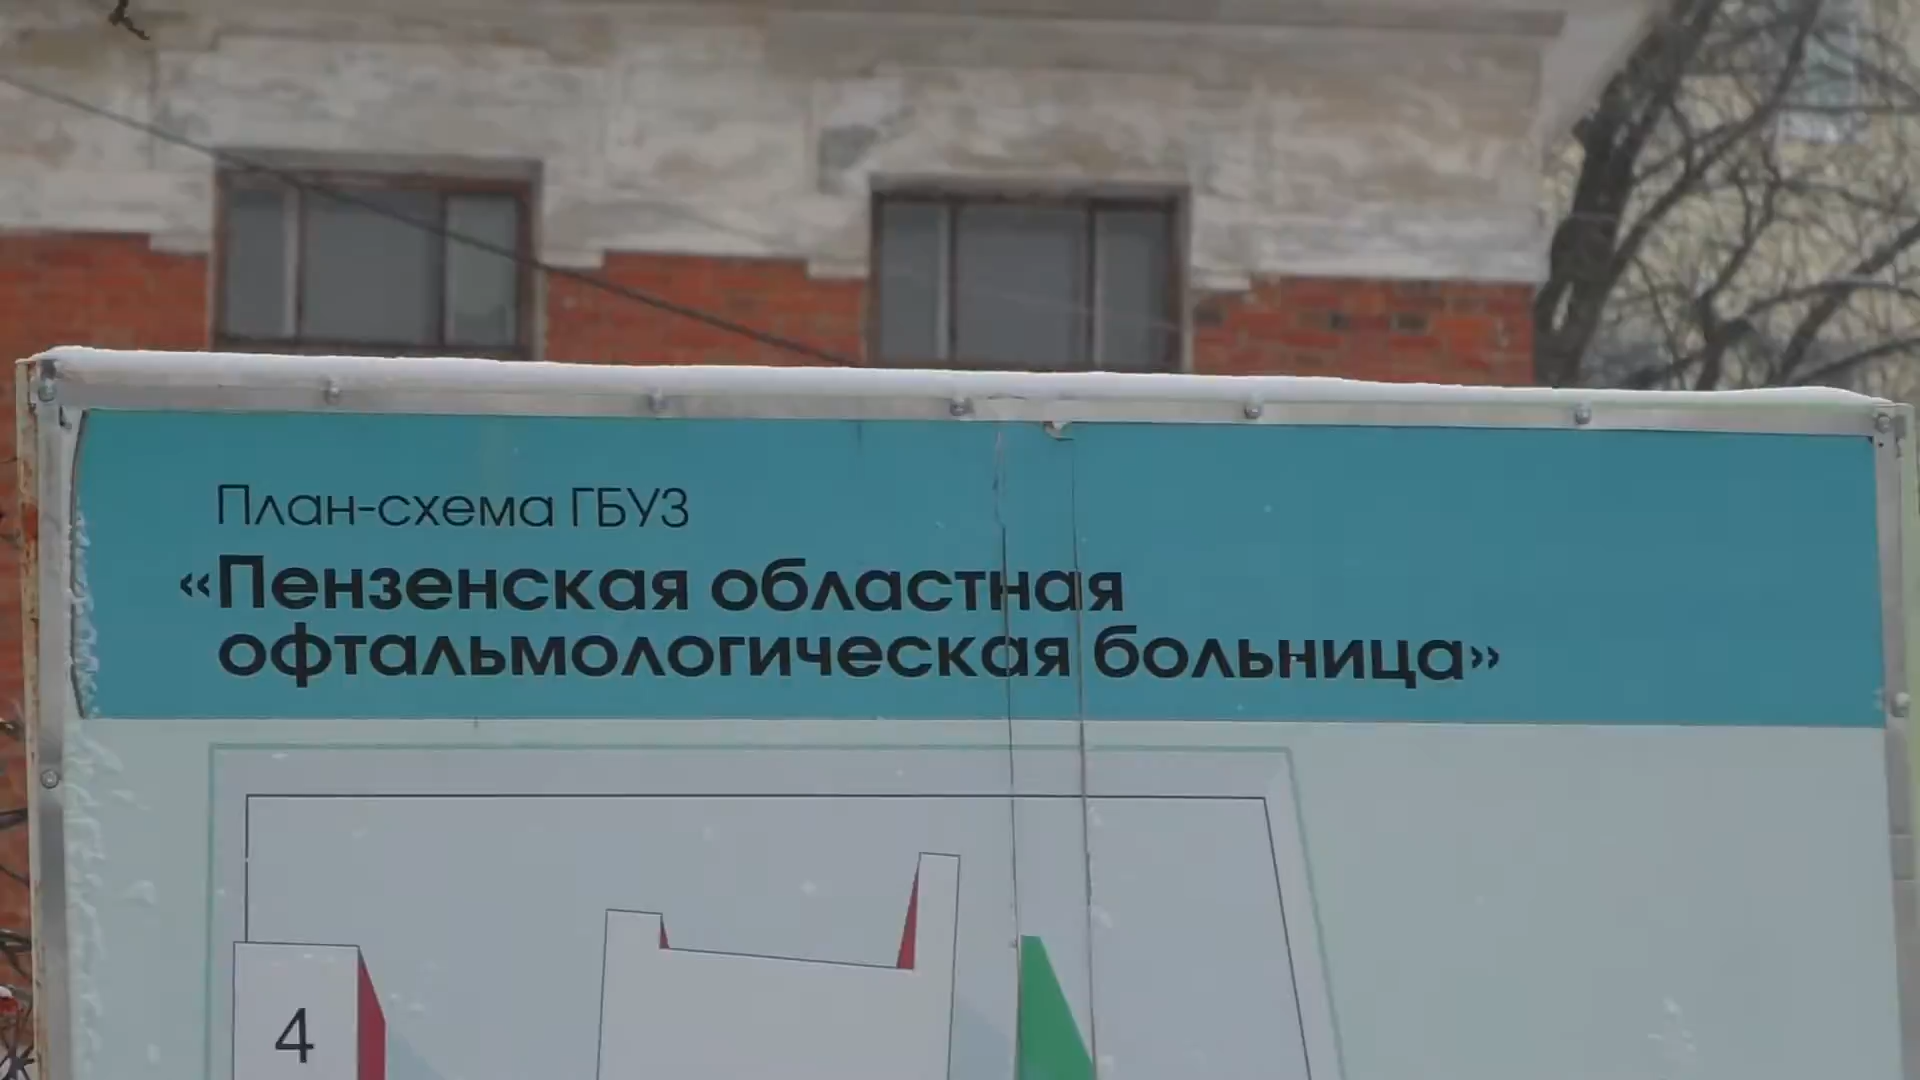 План-схема ГБУЗ
«Пензенская областная
офтальмологическая больница»
4